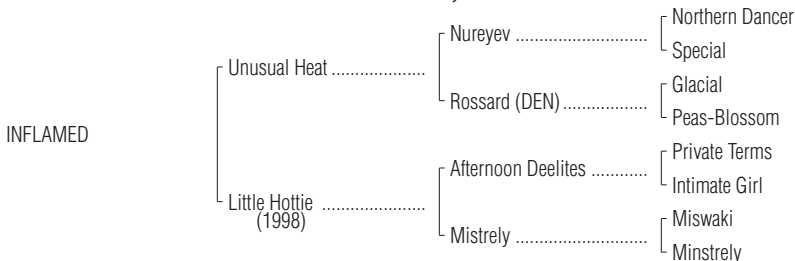 Northern Dancer
Nureyev ............................
Special
Unusual Heat ....................
Glacial
Rossard (DEN)..................
Peas-Blossom
INFLAMED
Private Terms
Afternoon Deelites ............
Intimate Girl
Little Hottie ......................
(1998)
Miswaki
Mistrely ............................
Minstrely